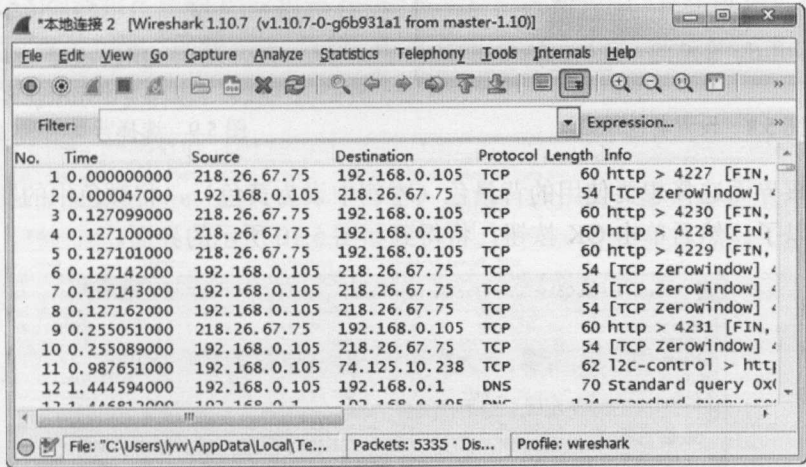 *本地连接 2 [Wireshark 1.10.7 (v1.10.7-0-g6b931a1 from master-1.10)]
File Edit View Go Capture Analyze Statistics Telephony Tools Internals Help
Filter: Expression...
No. Time Source Destination Protocol Length Info
1 0.000000000 218.26.67.75 192.168.0.105 TCP 60 http > 4227 [FIN,
2 0.000047000 192.168.0.105 218.26.67.75 TCP 54 [TCP ZeroWindow]
3 0.127099000 218.26.67.75 192.168.0.105 TCP 60 http > 4230 [FIN,
4 0.127100000 218.26.67.75 192.168.0.105 TCP 60 http > 4228 [FIN,
5 0.127101000 218.26.67.75 192.168.0.105 TCP 60 http > 4229 [FIN,
6 0.127142000 192.168.0.105 218.26.67.75 TCP 54 [TCP ZeroWindow]
7 0.127143000 192.168.0.105 218.26.67.75 TCP 54 [TCP ZeroWindow]
8 0.127162000 192.168.0.105 218.26.67.75 TCP 54 [TCP ZeroWindow]
9 0.255051000 218.26.67.75 192.168.0.105 TCP 60 http > 4231 [FIN,
10 0.255089000 192.168.0.105 218.26.67.75 TCP 54 [TCP ZeroWindow]
11 0.987651000 192.168.0.105 74.125.10.238 TCP 62 l2c-control > http
12 1.444594000 192.168.0.105 192.168.0.1 DNS 70 Standard query 0x
File: "C:\Users\lyw\AppData\Local\Te... Packets: 5335 · Dis... Profile: wireshark